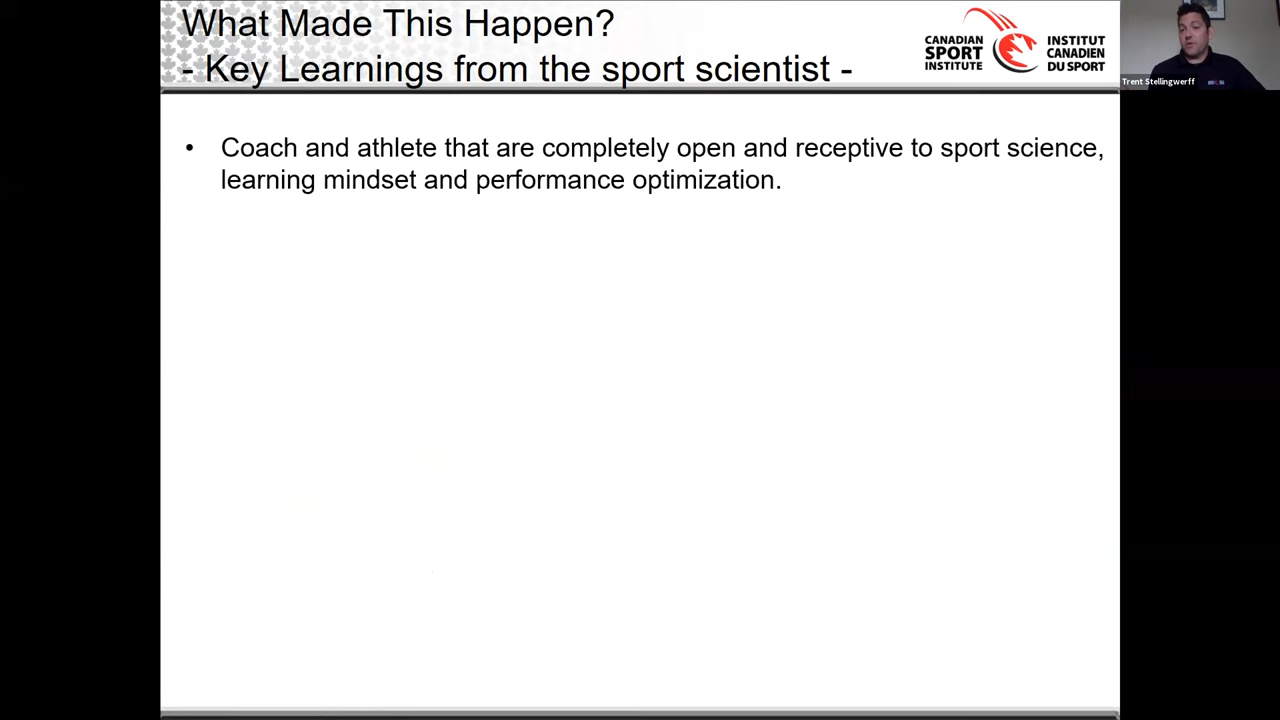 What Made This Happen?
- Key Learnings from the sport scientist -
CANADIAN
SPORT
INSTITUTE
INSTITUT
CANADIEN
DU SPORT
Trent Stellingwerff
• Coach and athlete that are completely open and receptive to sport science,
learning mindset and performance optimization.